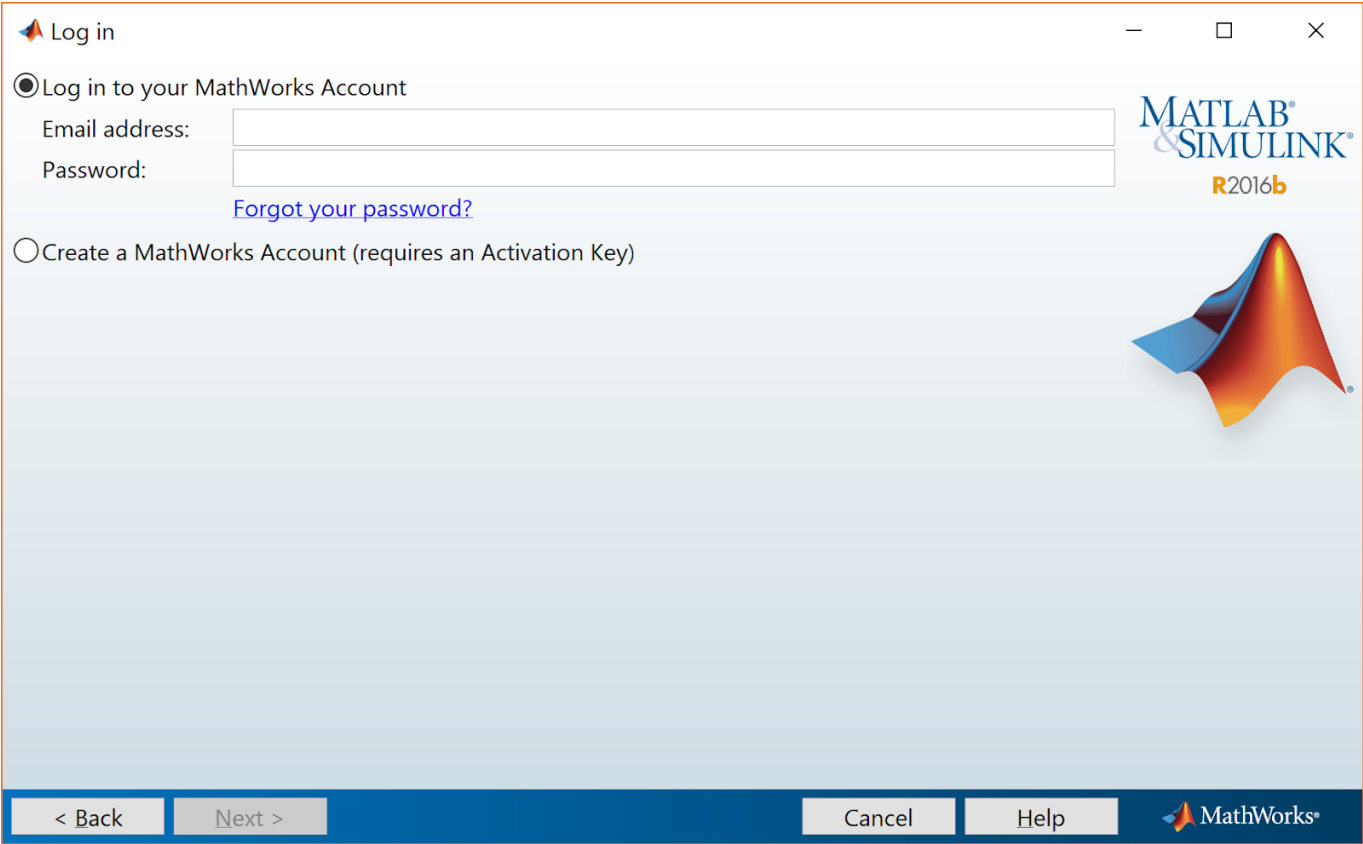 Log in
Log in to your MathWorks Account
Email address:
Password:
Forgot your password?
Create a MathWorks Account (requires an Activation Key)
MATLAB®
&SIMULINK®
R2016b
®
< Back
Next >
Cancel
Help
MathWorks®